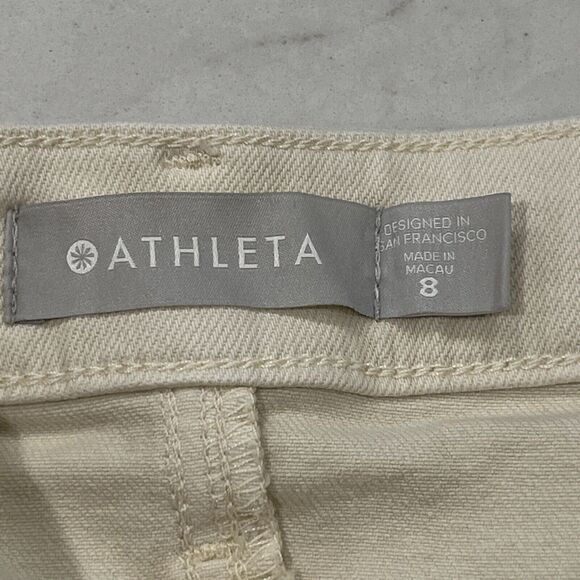 ATHLETA
DESIGNED IN
SAN FRANCISCO
MADE IN
MACAU
8